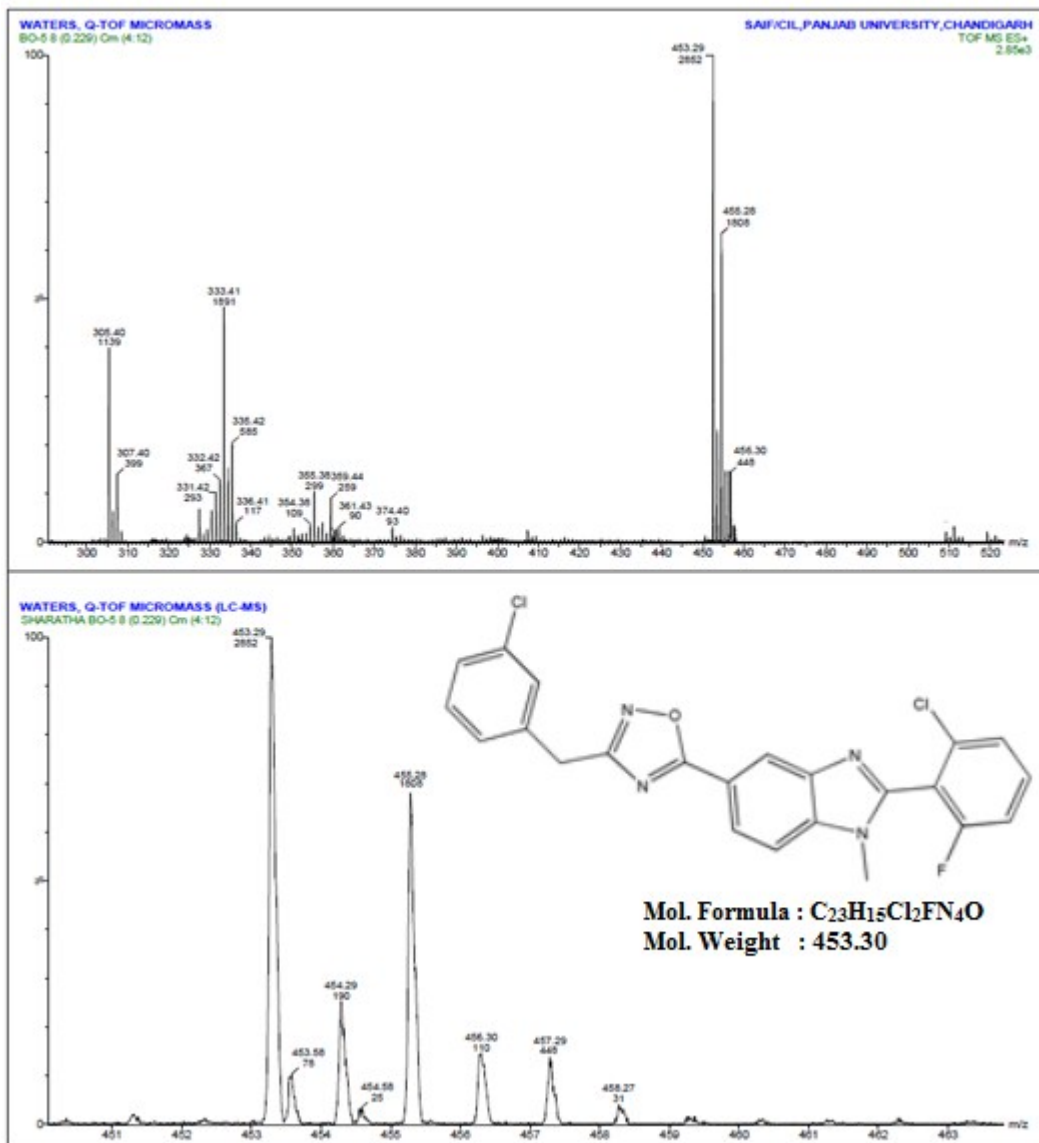 WATERS, Q-TOF MICROMASS
SAIF/CIL,PANJAB UNIVERSITY,CHANDIGARH
BO-5 8 (0.229) Cm (4:12)
TOF MS ES+
2.85e3
100
453.29
2852
455.28
1808
333.41
1891
305.40
1139
335.42
585
307.40
399
332.42
367
331.42
293
336.41
117
355.38
299
354.38
109
359.44
259
361.43
90
374.40
93
456.30
448
%
0
300 320 330 340 350 360 370 380 390 400 410 420 430 440 450 460 470 480 490 500 510 520 m/z
WATERS, Q-TOF MICROMASS (LC-MS)
SHARATHA BO-5 8 (0.229) Cm (4:12)
100
453.29
2852
Cl
N O
N
N
N
Cl
F
455.28
1808
%
Mol. Formula : C₂₃H₁₅Cl₂FN₄O
Mol. Weight : 453.30
454.29
190
453.58
78
454.58
25
456.30
110
457.29
448
458.27
31
0
451 452 453 454 455 456 457 458 459 460 461 462 463 m/z